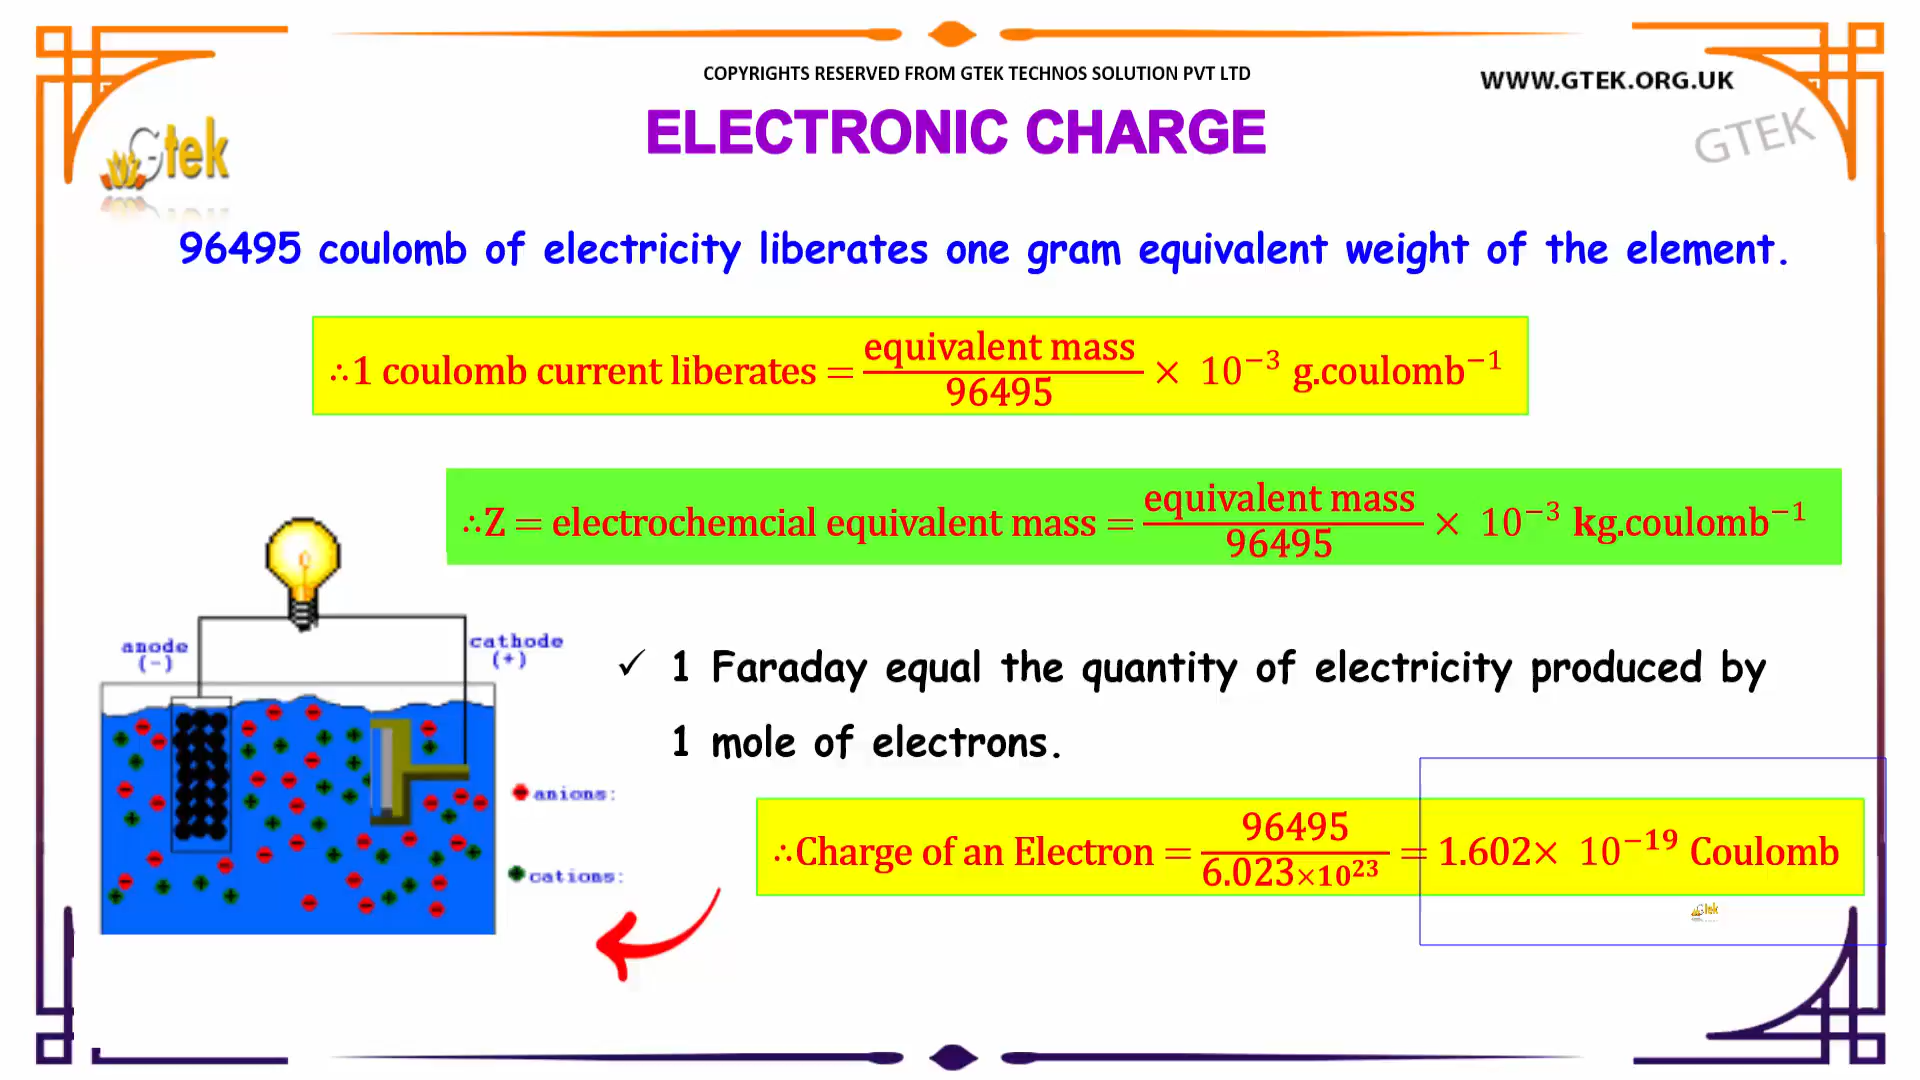 COPYRIGHTS RESERVED FROM GTEK TECHNOS SOLUTION PVT LTD
WWW.GTEK.ORG.UK
Gtek
ELECTRONIC CHARGE
GTEK
96495 coulomb of electricity liberates one gram equivalent weight of the element.
∴1 coulomb current liberates = equivalent mass / 96495 × 10⁻³ g.coulomb⁻¹
∴Z = electrochemcial equivalent mass = equivalent mass / 96495 × 10⁻³ kg.coulomb⁻¹
anode
(-)
cathode
(+)
✓ 1 Faraday equal the quantity of electricity produced by
1 mole of electrons.
anions:
cations:
∴Charge of an Electron = 96495 / 6.023×10²³ = 1.602× 10⁻¹⁹ Coulomb
Gtek